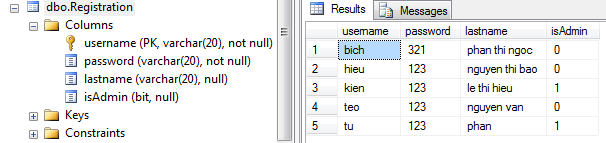 dbo.Registration
Columns
username (PK, varchar(20), not null)
password (varchar(20), not null)
lastname (varchar(20), null)
isAdmin (bit, null)
Keys
Constraints
Results Messages
username password lastname isAdmin
1 bich 321 phan thi ngoc 0
2 hieu 123 nguyen thi bao 0
3 kien 123 le thi hieu 1
4 teo 123 nguyen van 0
5 tu 123 phan 1